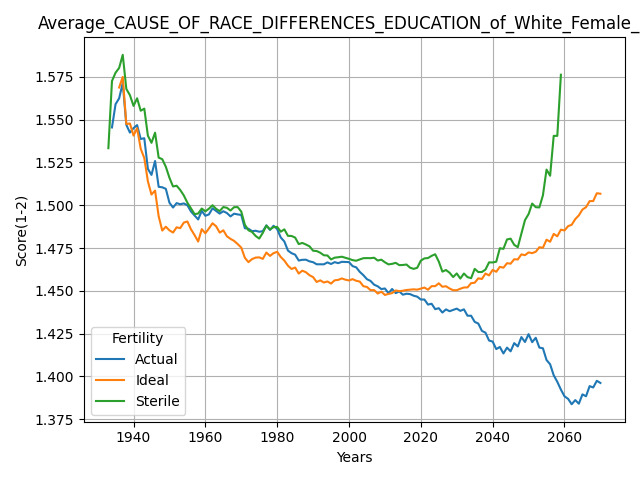 Average_CAUSE_OF_RACE_DIFFERENCES_EDUCATION_of_White_Female_
Score(1-2)
1.575
1.550
1.525
1.500
1.475
1.450
1.425
1.400
1.375
Fertility
Actual
Ideal
Sterile
1940 1960 1980 2000 2020 2040 2060
Years